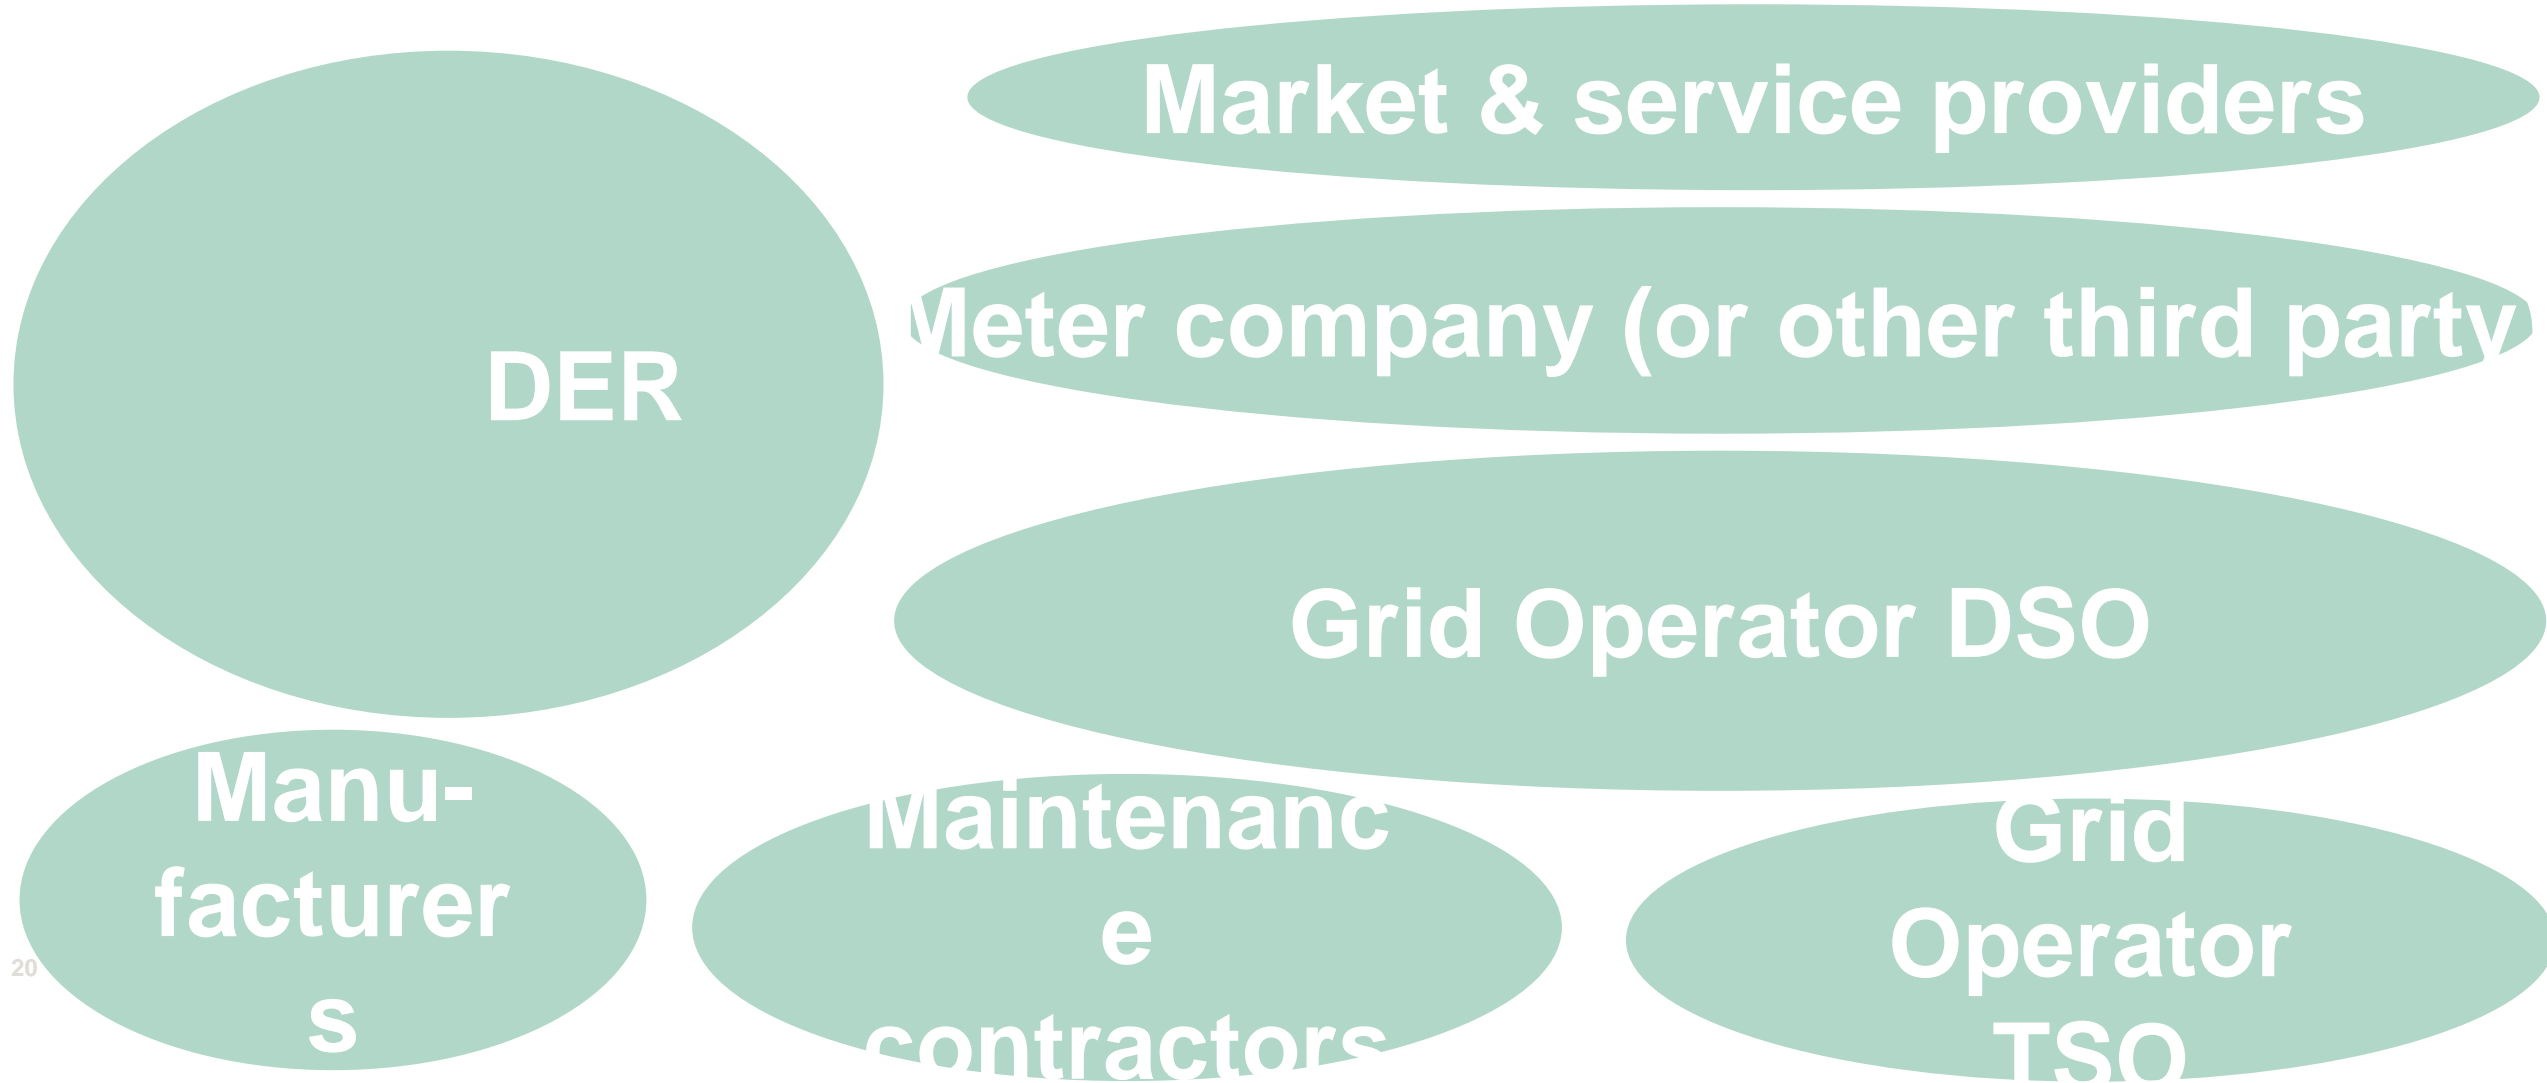 Market & service providers
DER
Meter company (or other third party
Grid Operator DSO
Manu-
facturer
s
Maintenanc
e
contractors
Grid
Operator
TSO
20